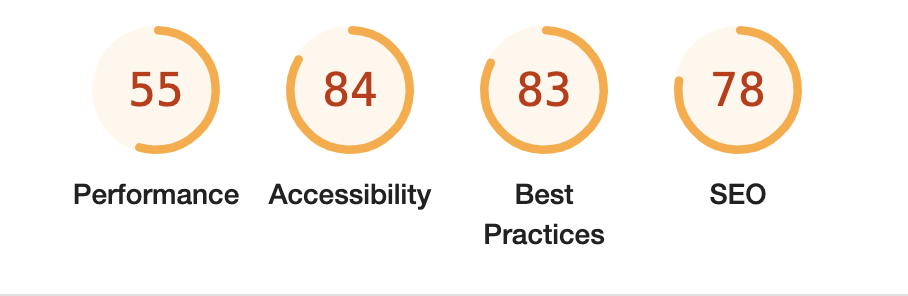 55 84 83 78
Performance Accessibility Best SEO
Practices